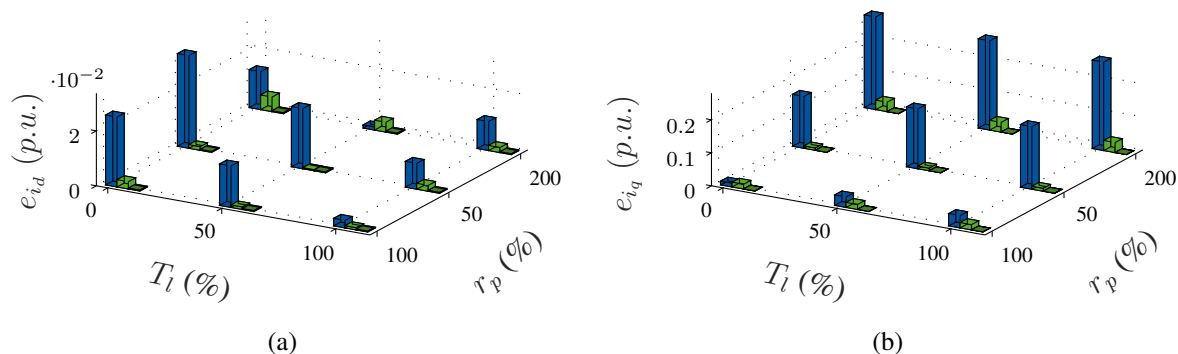 ·10⁻²
e_{i_d} (p.u.)
2
0
0
50
100
T_l (%)
100
50
200
r_p (%)
(a)
e_{i_q} (p.u.)
0.2
0.1
0
0
50
100
T_l (%)
100
50
200
r_p (%)
(b)